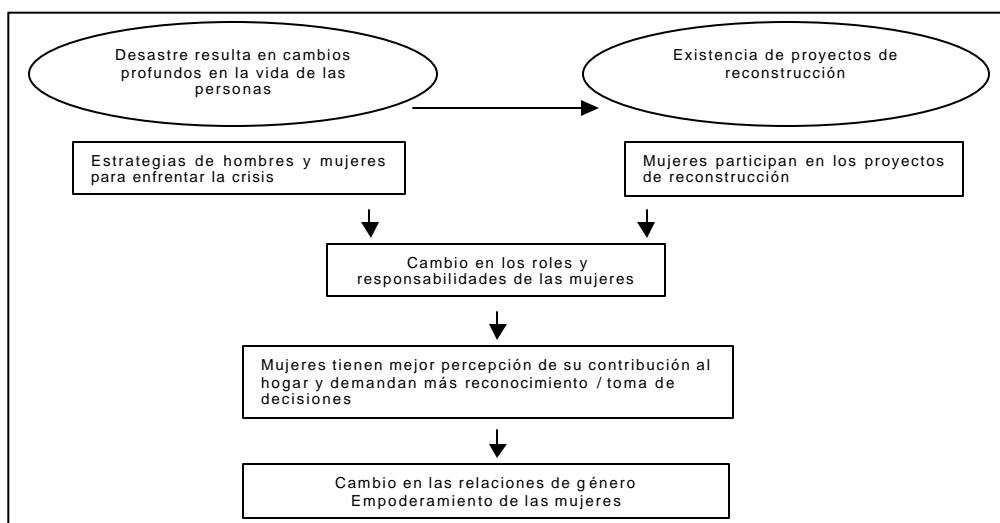 Desastre resulta en cambios
profundos en la vida de las
personas
Existencia de proyectos de
reconstrucción
Estrategias de hombres y mujeres
para enfrentar la crisis
Mujeres participan en los proyectos
de reconstrucción
Cambio en los roles y
responsabilidades de las mujeres
Mujeres tienen mejor percepción de su contribución al
hogar y demandan más reconocimiento / toma de
decisiones
Cambio en las relaciones de género
Empoderamiento de las mujeres